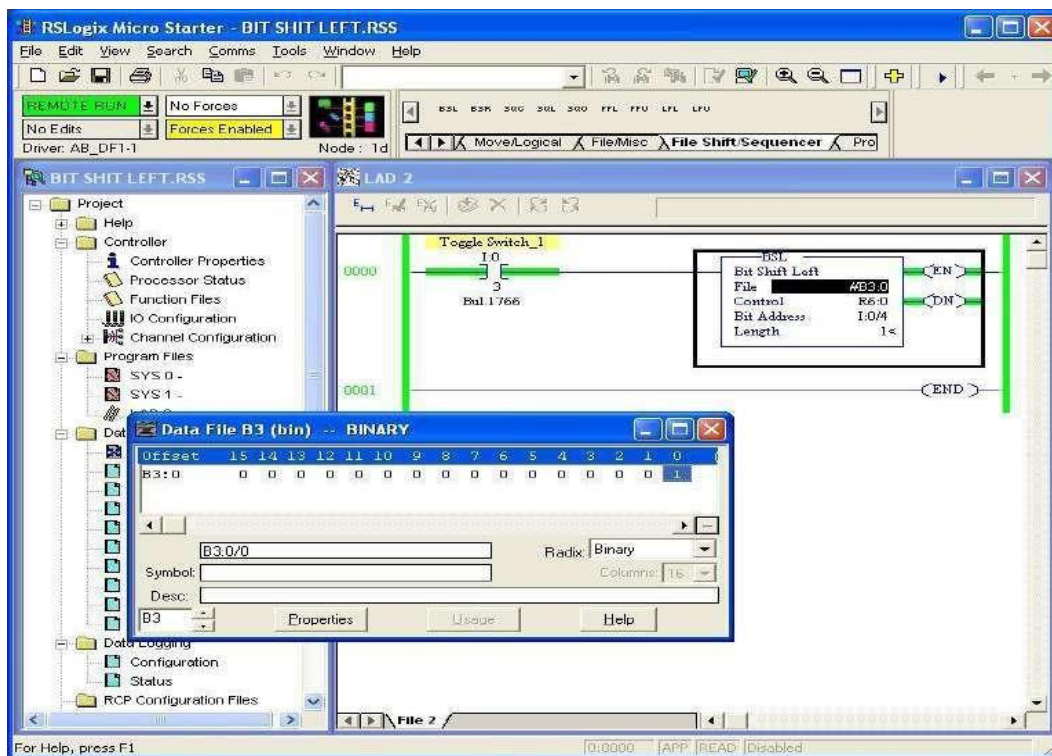 RSLogix Micro Starter - BIT SHIT LEFT.RSS
File Edit View Search Comms Tools Window Help
REMOTE RUN No Forces
No Edits Forces Enabled
Driver: AB_DF1-1 Node : 1d
BSL BSR SQC SQL SQO FFL FFU LFL LFU
Move/Logical File/Misc File Shift/Sequencer Pro
BIT SHIT LEFT.RSS
Project
Help
Controller
Controller Properties
Processor Status
Function Files
IO Configuration
Channel Configuration
Program Files
SYS 0 -
SYS 1 -
Dat
Data Logging
Configuration
Status
RCP Configuration Files
LAD 2
Toggle Switch_1
I:0
0000
3
Bul.1766
BSL
Bit Shift Left
File #B3:0
Control R6:0
Bit Address I:0/4
Length 1<
EN
DN
0001
END
File 2
Data File B3 (bin) -- BINARY
Offset 15 14 13 12 11 10 9 8 7 6 5 4 3 2 1 0
B3:0 0 0 0 0 0 0 0 0 0 0 0 0 0 0 0 1
B3:0/0
Radix: Binary
Symbol:
Columns: 16
Desc:
B3 Properties Usage Help
For Help, press F1
0:0000 APP READ Disabled